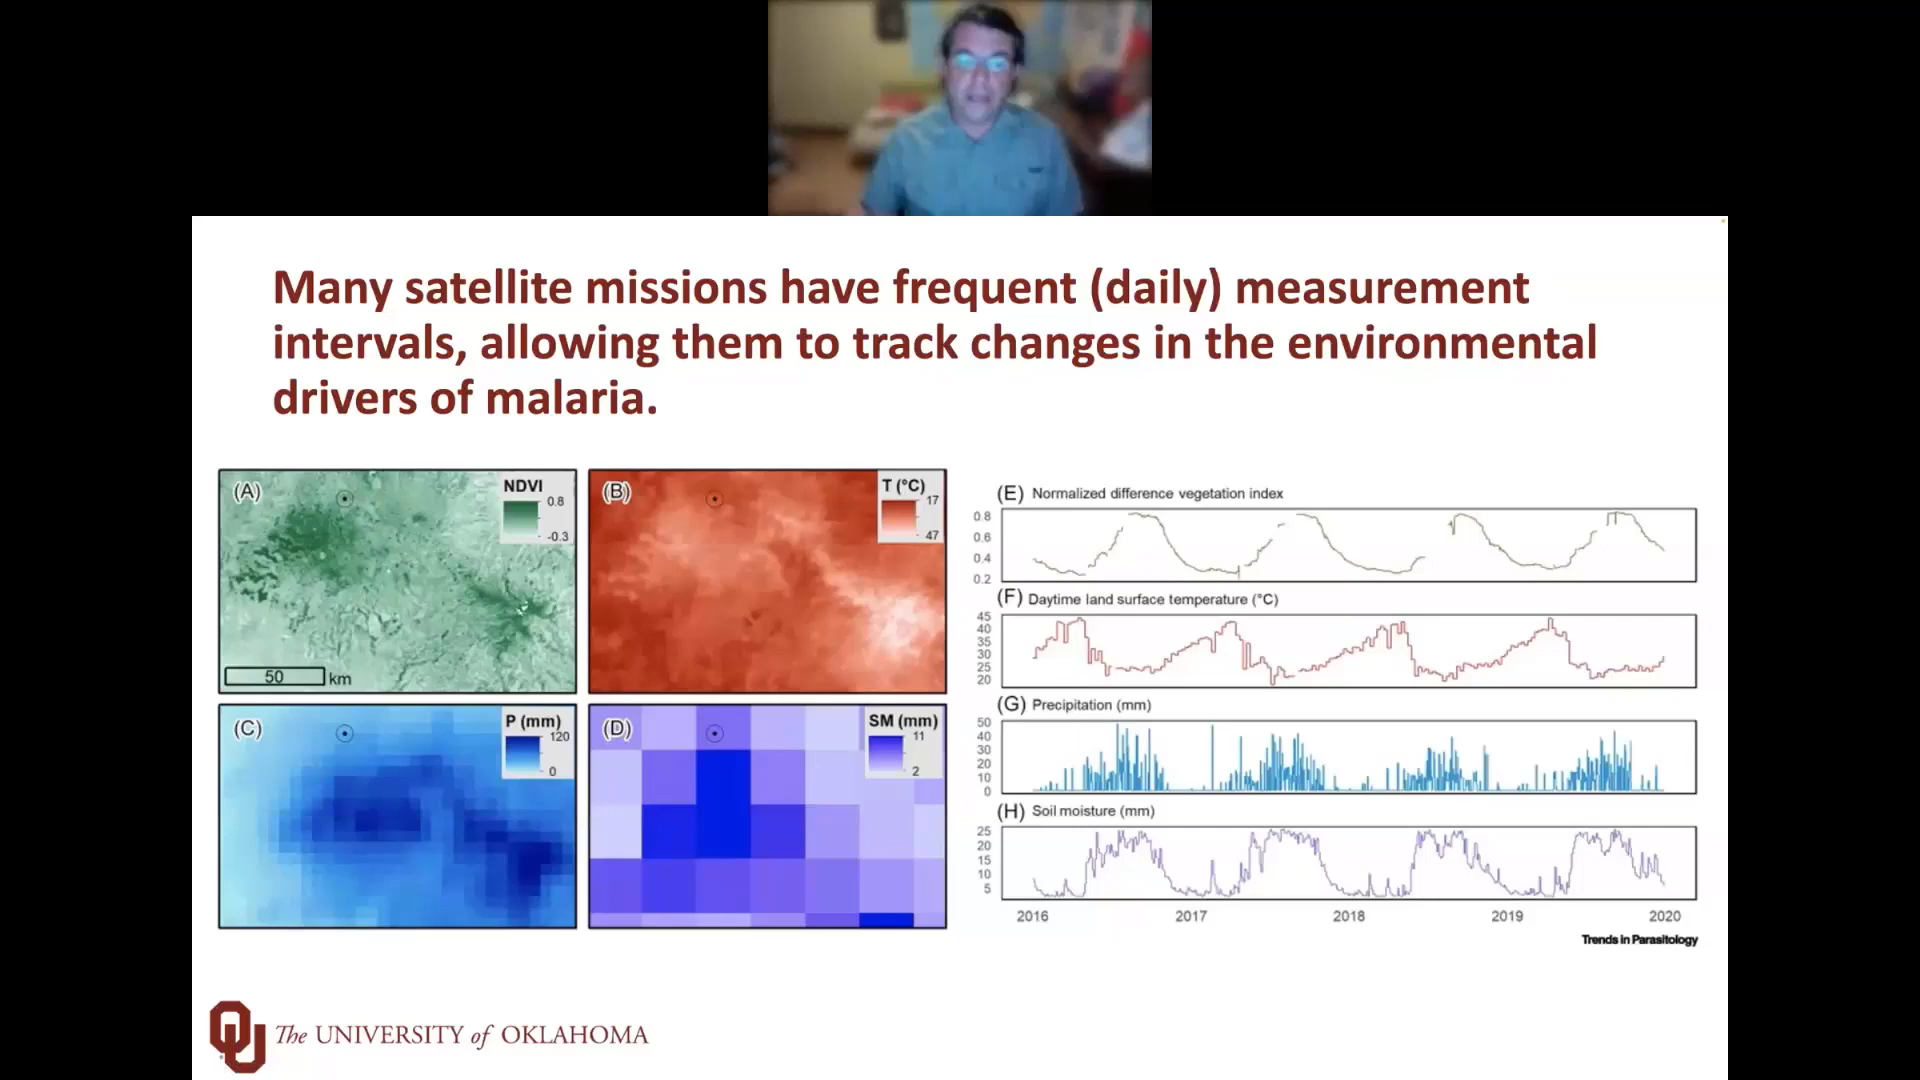 Many satellite missions have frequent (daily) measurement
intervals, allowing them to track changes in the environmental
drivers of malaria.
(A)
NDVI
0.8
-0.3
50 km
(B)
T (°C)
17
47
(C)
P (mm)
120
0
(D)
SM (mm)
11
2
(E) Normalized difference vegetation index
0.8
0.6
0.4
0.2
(F) Daytime land surface temperature (°C)
45
40
35
30
25
20
(G) Precipitation (mm)
50
40
30
20
10
0
(H) Soil moisture (mm)
25
20
15
10
5
2016 2017 2018 2019 2020
Trends in Parasitology
The UNIVERSITY of OKLAHOMA